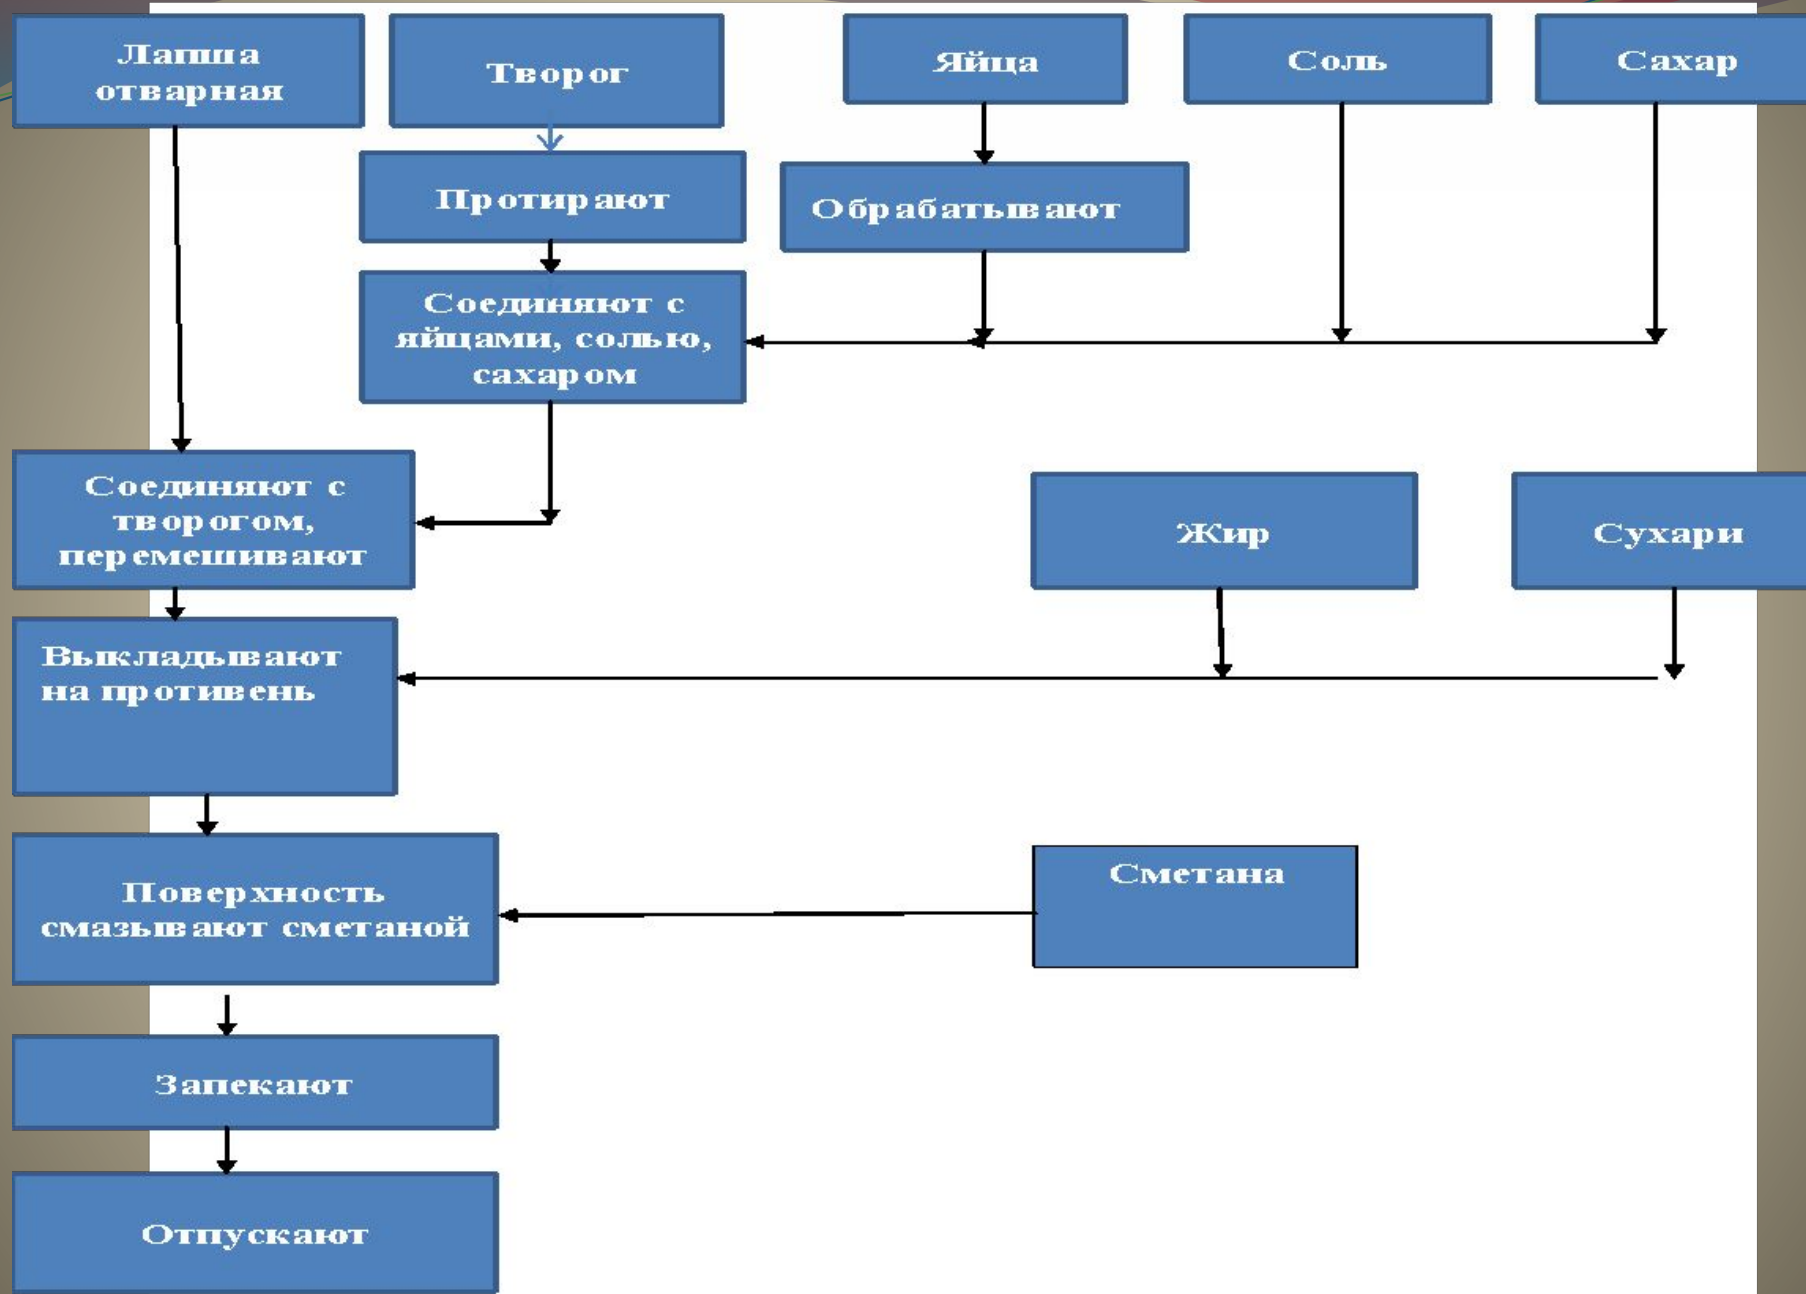 Лапша
отварная
Творог
Яйца
Соль
Сахар
Протирают
Обрабатывают
Соединяют с
яйцами, солью,
сахаром
Соединяют с
творогом,
перемешивают
Жир
Сухари
Выкладывают
на противень
Поверхность
смазывают сметаной
Сметана
Запекают
Отпускают